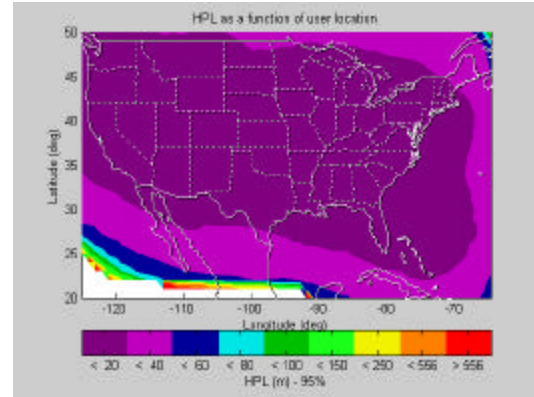 HPL as a function of user location
50
45
40
35
30
25
20
Latitude (deg)
-120 -110 -100 -90 -80 -70
Longitude (deg)
< 20 < 40 < 60 < 80 < 100 < 150 < 250 < 556 > 556
HPL (m) - 95%